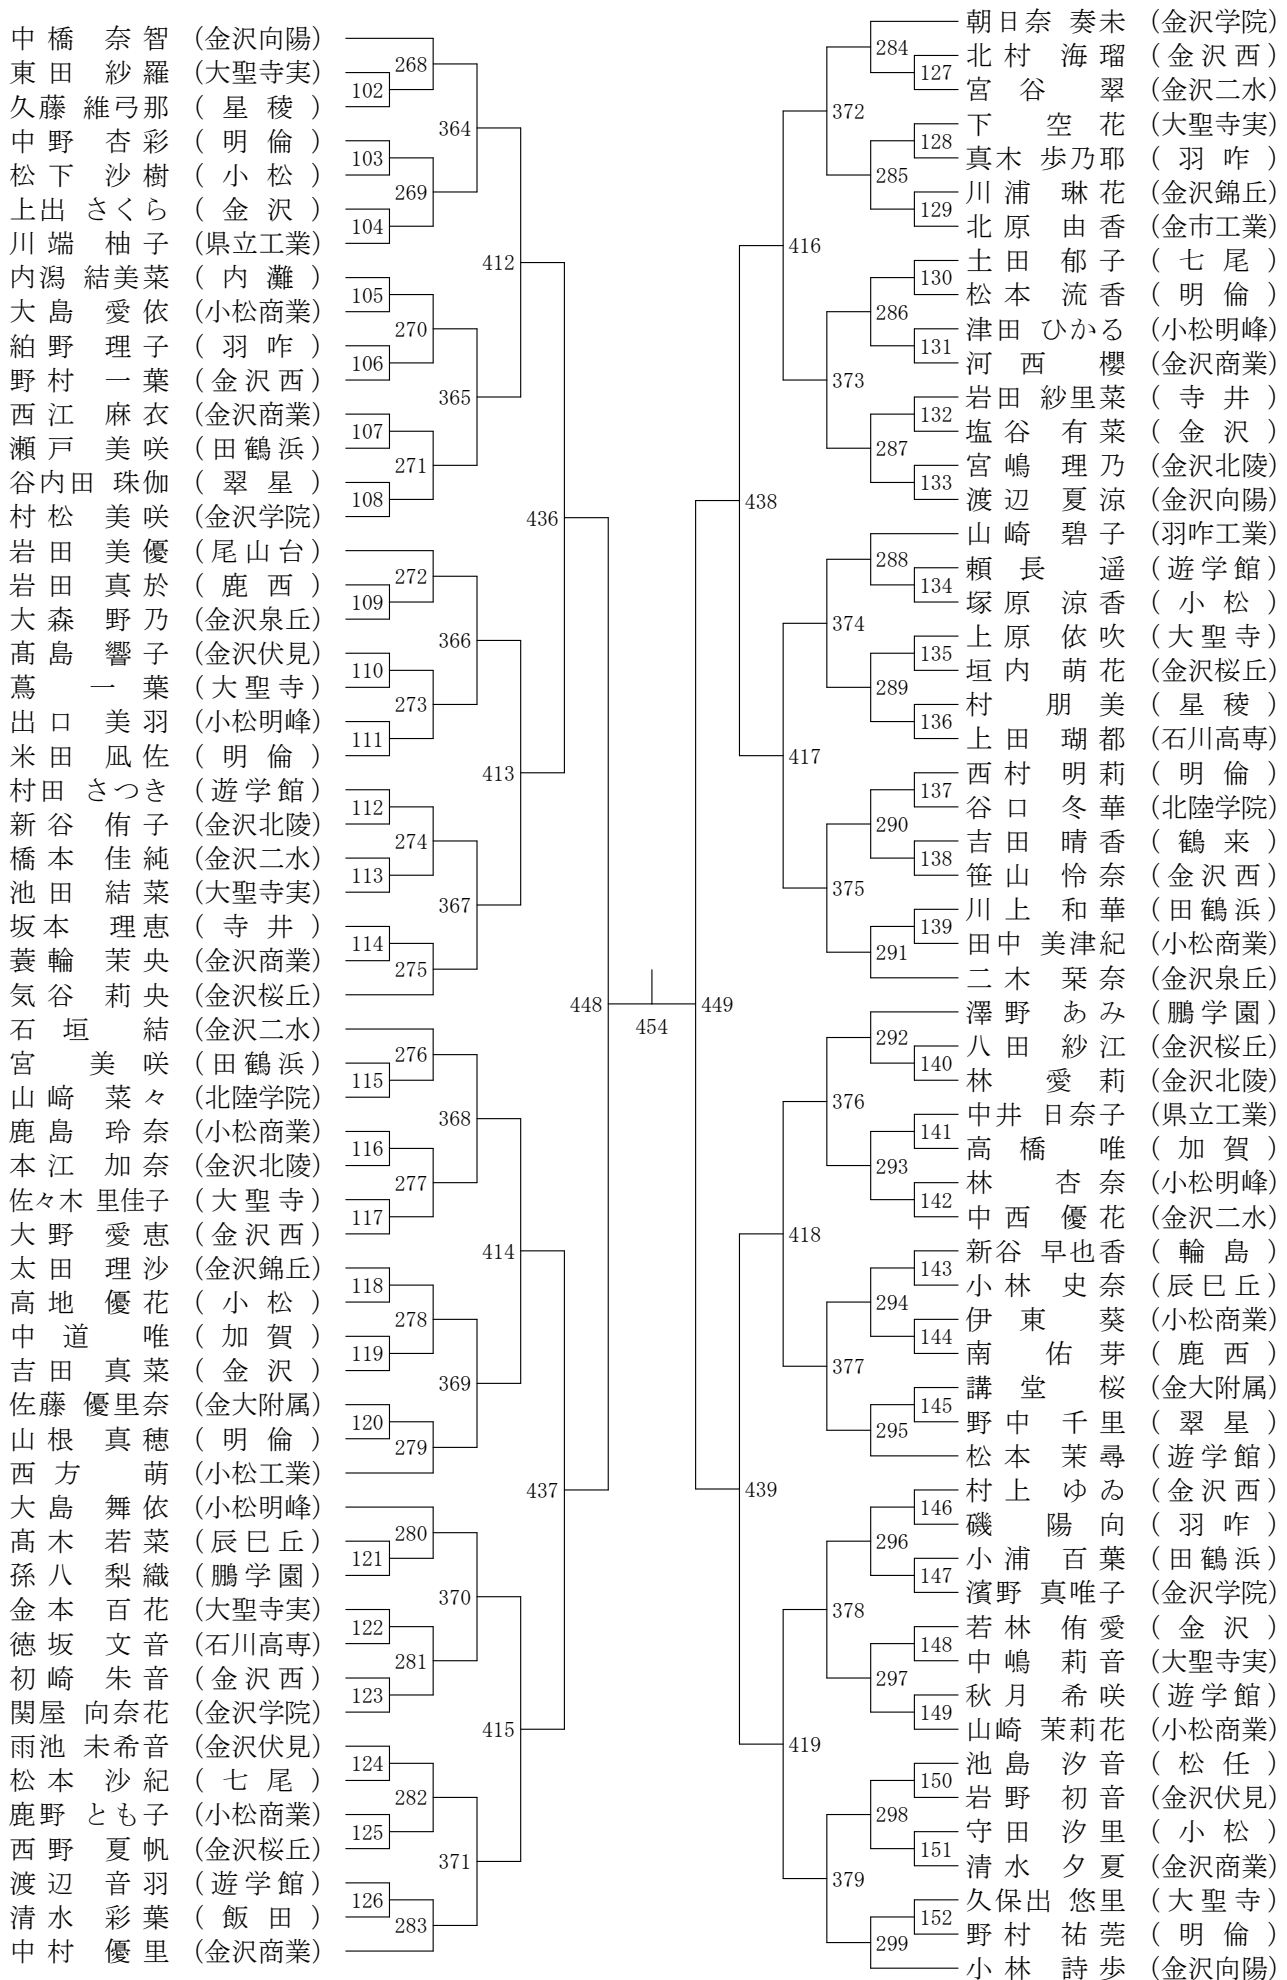 中橋 奈智 (金沢向陽)
東田 紗羅 (大聖寺実)
久藤 維弓那 (星稜)
中野 杏彩 (明倫)
松下 沙樹 (小松)
上出 さくら (金沢)
川端 柚子 (県立工業)
内潟 結美菜 (内灘)
大島 愛依 (小松商業)
絈野 理子 (羽咋)
野村 一葉 (金沢西)
西江 麻衣 (金沢商業)
瀬戸 美咲 (田鶴浜)
谷内田 珠伽 (翠星)
村松 美咲 (金沢学院)
岩田 美優 (尾山台)
岩田 真於 (鹿西)
大森 野乃 (金沢泉丘)
髙島 響子 (金沢伏見)
蔦 一葉 (大聖寺)
出口 美羽 (小松明峰)
米田 凪佐 (明倫)
村田 さつき (遊学館)
新谷 侑子 (金沢北陵)
橋本 佳純 (金沢二水)
池田 結菜 (大聖寺実)
坂本 理恵 (寺井)
蓑輪 茉央 (金沢商業)
気谷 莉央 (金沢桜丘)
石垣 結 (金沢二水)
宮 美咲 (田鶴浜)
山﨑 菜々 (北陸学院)
鹿島 玲奈 (小松商業)
本江 加奈 (金沢北陵)
佐々木 里佳子 (大聖寺)
大野 愛恵 (金沢西)
太田 理沙 (金沢錦丘)
高地 優花 (小松)
中道 唯 (加賀)
吉田 真菜 (金沢)
佐藤 優里奈 (金大附属)
山根 真穂 (明倫)
西方 萌 (小松工業)
大島 舞依 (小松明峰)
髙木 若菜 (辰巳丘)
孫八 梨織 (鵬学園)
金本 百花 (大聖寺実)
徳坂 文音 (石川高専)
初崎 朱音 (金沢西)
関屋 向奈花 (金沢学院)
雨池 未希音 (金沢伏見)
松本 沙紀 (七尾)
鹿野 とも子 (小松商業)
西野 夏帆 (金沢桜丘)
渡辺 音羽 (遊学館)
清水 彩葉 (飯田)
中村 優里 (金沢商業)
102
103
104
105
106
107
108
109
110
111
112
113
114
115
116
117
118
119
120
121
122
123
124
125
126
268
269
270
271
272
273
274
275
276
277
278
279
280
281
282
283
364
365
366
367
368
369
370
371
412
413
414
415
436
437
448
454
449
438
439
416
417
418
419
372
373
374
375
376
377
378
379
284
285
286
287
288
289
290
291
292
293
294
295
296
297
298
299
127
128
129
130
131
132
133
134
135
136
137
138
139
140
141
142
143
144
145
146
147
148
149
150
151
152
朝日奈 奏未 (金沢学院)
北村 海瑠 (金沢西)
宮谷 翠 (金沢二水)
下 空花 (大聖寺実)
真木 歩乃耶 (羽咋)
川浦 琳花 (金沢錦丘)
北原 由香 (金市工業)
土田 郁子 (七尾)
松本 流香 (明倫)
津田 ひかる (小松明峰)
河西 櫻 (金沢商業)
岩田 紗里菜 (寺井)
塩谷 有菜 (金沢)
宮嶋 理乃 (金沢北陵)
渡辺 夏涼 (金沢向陽)
山崎 碧子 (羽咋工業)
頼長 遥 (遊学館)
塚原 涼香 (小松)
上原 依吹 (大聖寺)
垣内 萌花 (金沢桜丘)
村 朋美 (星稜)
上田 瑚都 (石川高専)
西村 明莉 (明倫)
谷口 冬華 (北陸学院)
吉田 晴香 (鶴来)
笹山 怜奈 (金沢西)
川上 和華 (田鶴浜)
田中 美津紀 (小松商業)
二木 栞奈 (金沢泉丘)
澤野 あみ (鵬学園)
八田 紗江 (金沢桜丘)
林 愛莉 (金沢北陵)
中井 日奈子 (県立工業)
高橋 唯 (加賀)
林 杏奈 (小松明峰)
中西 優花 (金沢二水)
新谷 早也香 (輪島)
小林 史奈 (辰巳丘)
伊東 葵 (小松商業)
南 佑芽 (鹿西)
講堂 桜 (金大附属)
野中 千里 (翠星)
松本 茉尋 (遊学館)
村上 ゆゐ (金沢西)
磯 陽向 (羽咋)
小浦 百葉 (田鶴浜)
濱野 真唯子 (金沢学院)
若林 侑愛 (金沢)
中嶋 莉音 (大聖寺実)
秋月 希咲 (遊学館)
山崎 茉莉花 (小松商業)
池島 汐音 (松任)
岩野 初音 (金沢伏見)
守田 汐里 (小松)
清水 夕夏 (金沢商業)
久保出 悠里 (大聖寺)
野村 祐莞 (明倫)
小林 詩歩 (金沢向陽)